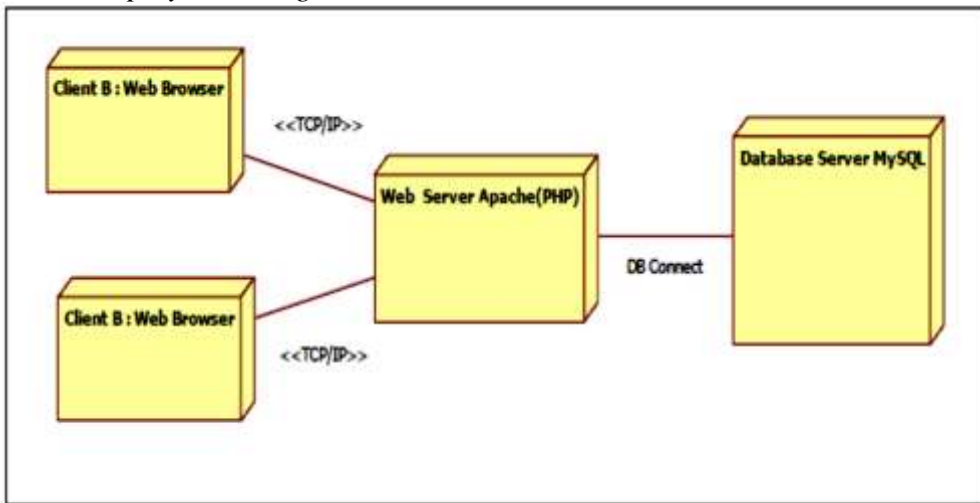 Client B : Web Browser
<<TCP/IP>>
Web Server Apache(PHP)
Database Server MySQL
DB Connect
Client B : Web Browser
<<TCP/IP>>